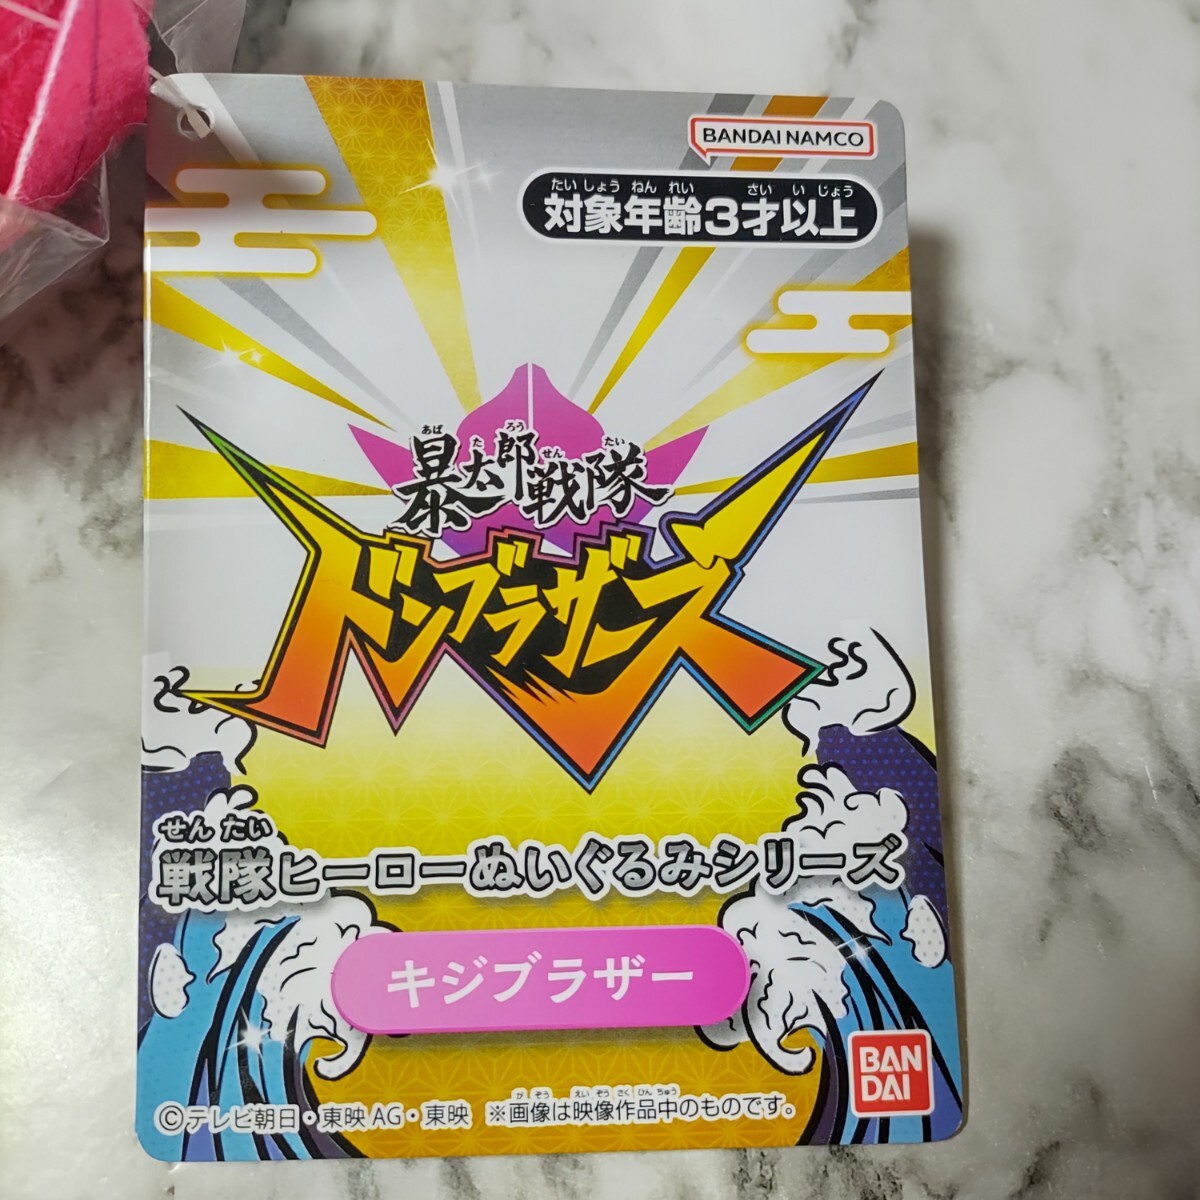 BANDAI NAMCO
たいしょう ねん れい さい い じょう
対象年齢3才以上
あば た ろう せん たい
暴太郎戦隊
ドンブラザーズ
せん たい
戦隊ヒーローぬいぐるみシリーズ
キジブラザー
BAN
DAI
が ぞう えい ぞう さく ひん ちゅう
©テレビ朝日・東映AG・東映 ※画像は映像作品中のものです。